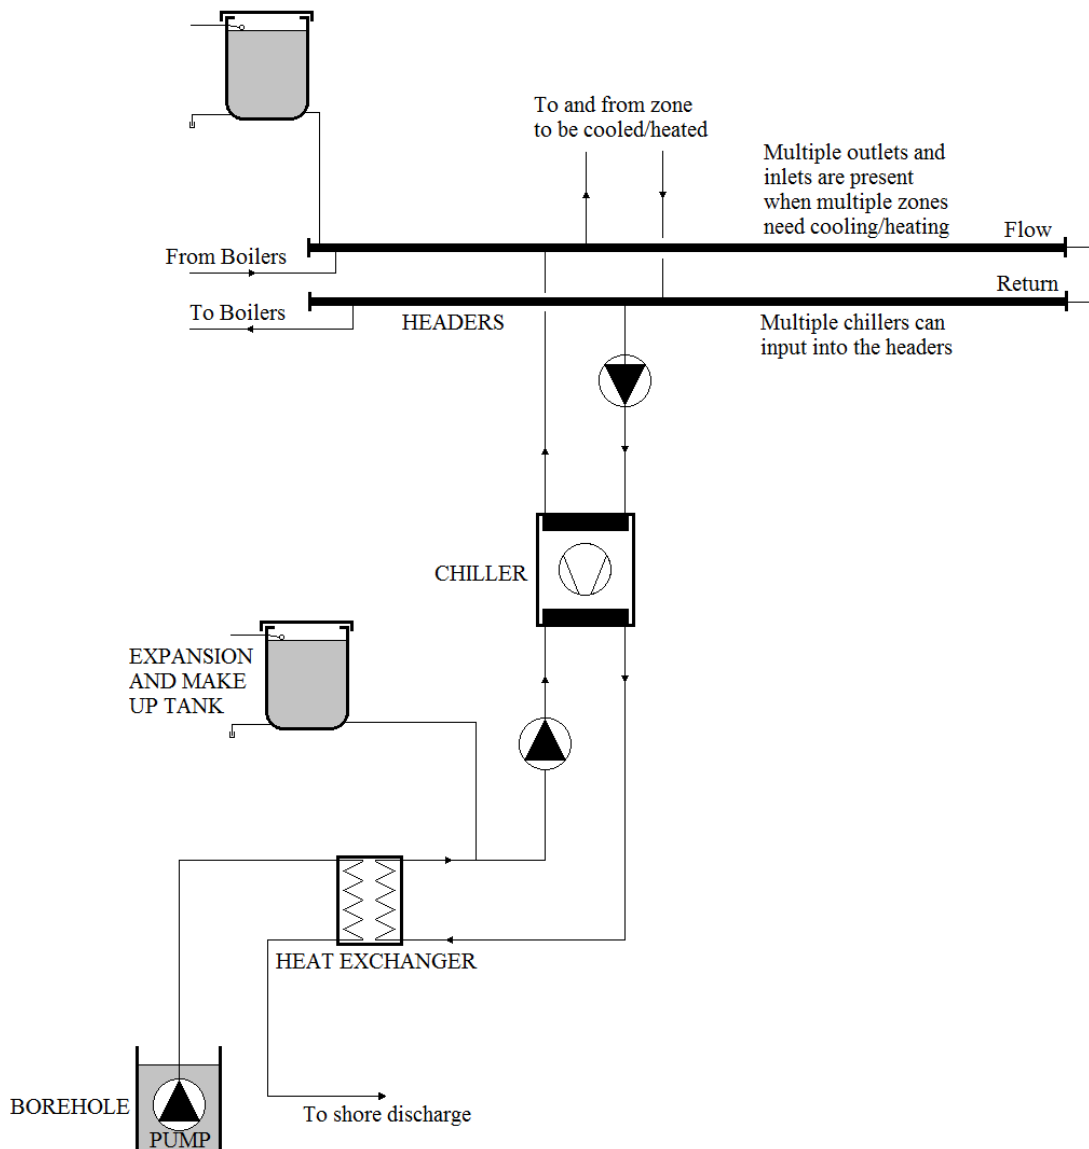 To and from zone
to be cooled/heated
Multiple outlets and
inlets are present
when multiple zones
need cooling/heating
Flow
From Boilers
Return
To Boilers
HEADERS
Multiple chillers can
input into the headers
CHILLER
EXPANSION
AND MAKE
UP TANK
HEAT EXCHANGER
BOREHOLE
To shore discharge
PUMP